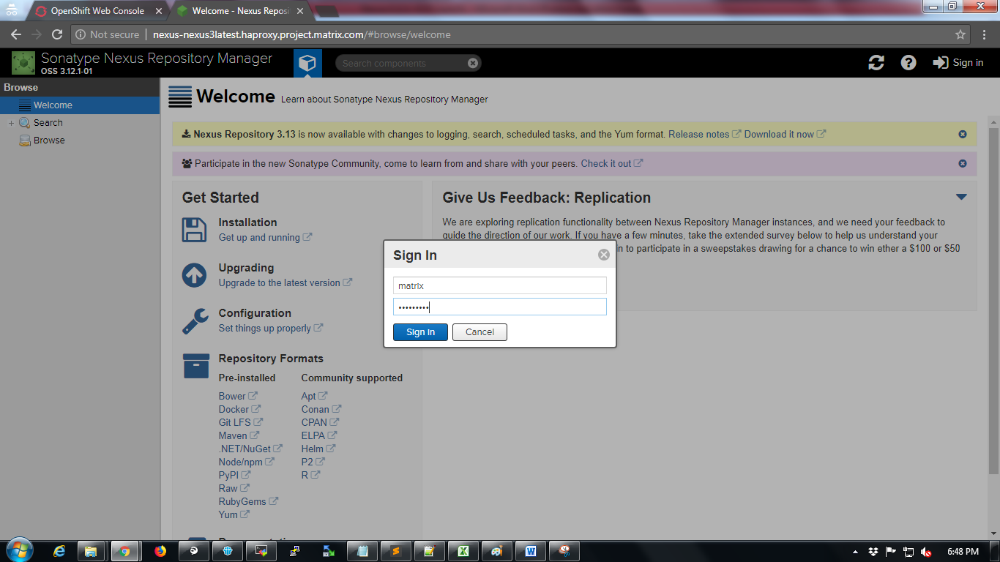 OpenShift Web Console
Welcome - Nexus Reposi
Not secure
nexus-nexus3latest.haproxy.project.matrix.com/#browse/welcome
Sonatype Nexus Repository Manager
OSS 3.12.1-01
Search components
Sign in
Browse
Welcome
Search
Browse
Welcome Learn about Sonatype Nexus Repository Manager
Nexus Repository 3.13 is now available with changes to logging, search, scheduled tasks, and the Yum format. Release notes Download it now
Participate in the new Sonatype Community, come to learn from and share with your peers. Check it out
Get Started
Installation
Get up and running
Upgrading
Upgrade to the latest version
Configuration
Set things up properly
Repository Formats
Pre-installed
Bower
Docker
Git LFS
Maven
.NET/NuGet
Node/npm
PyPI
Raw
RubyGems
Yum
Community supported
Apt
Conan
CPAN
ELPA
Helm
P2
R
Give Us Feedback: Replication
We are exploring replication functionality between Nexus Repository Manager instances, and we need your feedback to
guide the direction of our work. If you have a few minutes, take the extended survey below to help us understand your
in to participate in a sweepstakes drawing for a chance to win ether a $100 or $50
Sign In
matrix
•••••••••
Sign in
Cancel
6:48 PM